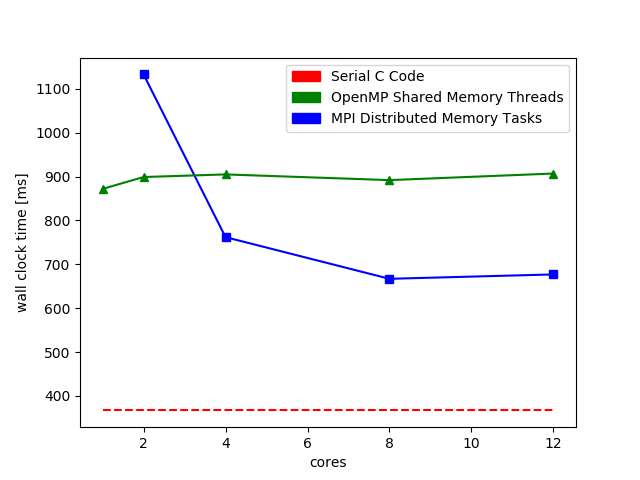 Serial C Code
OpenMP Shared Memory Threads
MPI Distributed Memory Tasks
wall clock time [ms]
1100
1000
900
800
700
600
500
400
2 4 6 8 10 12
cores